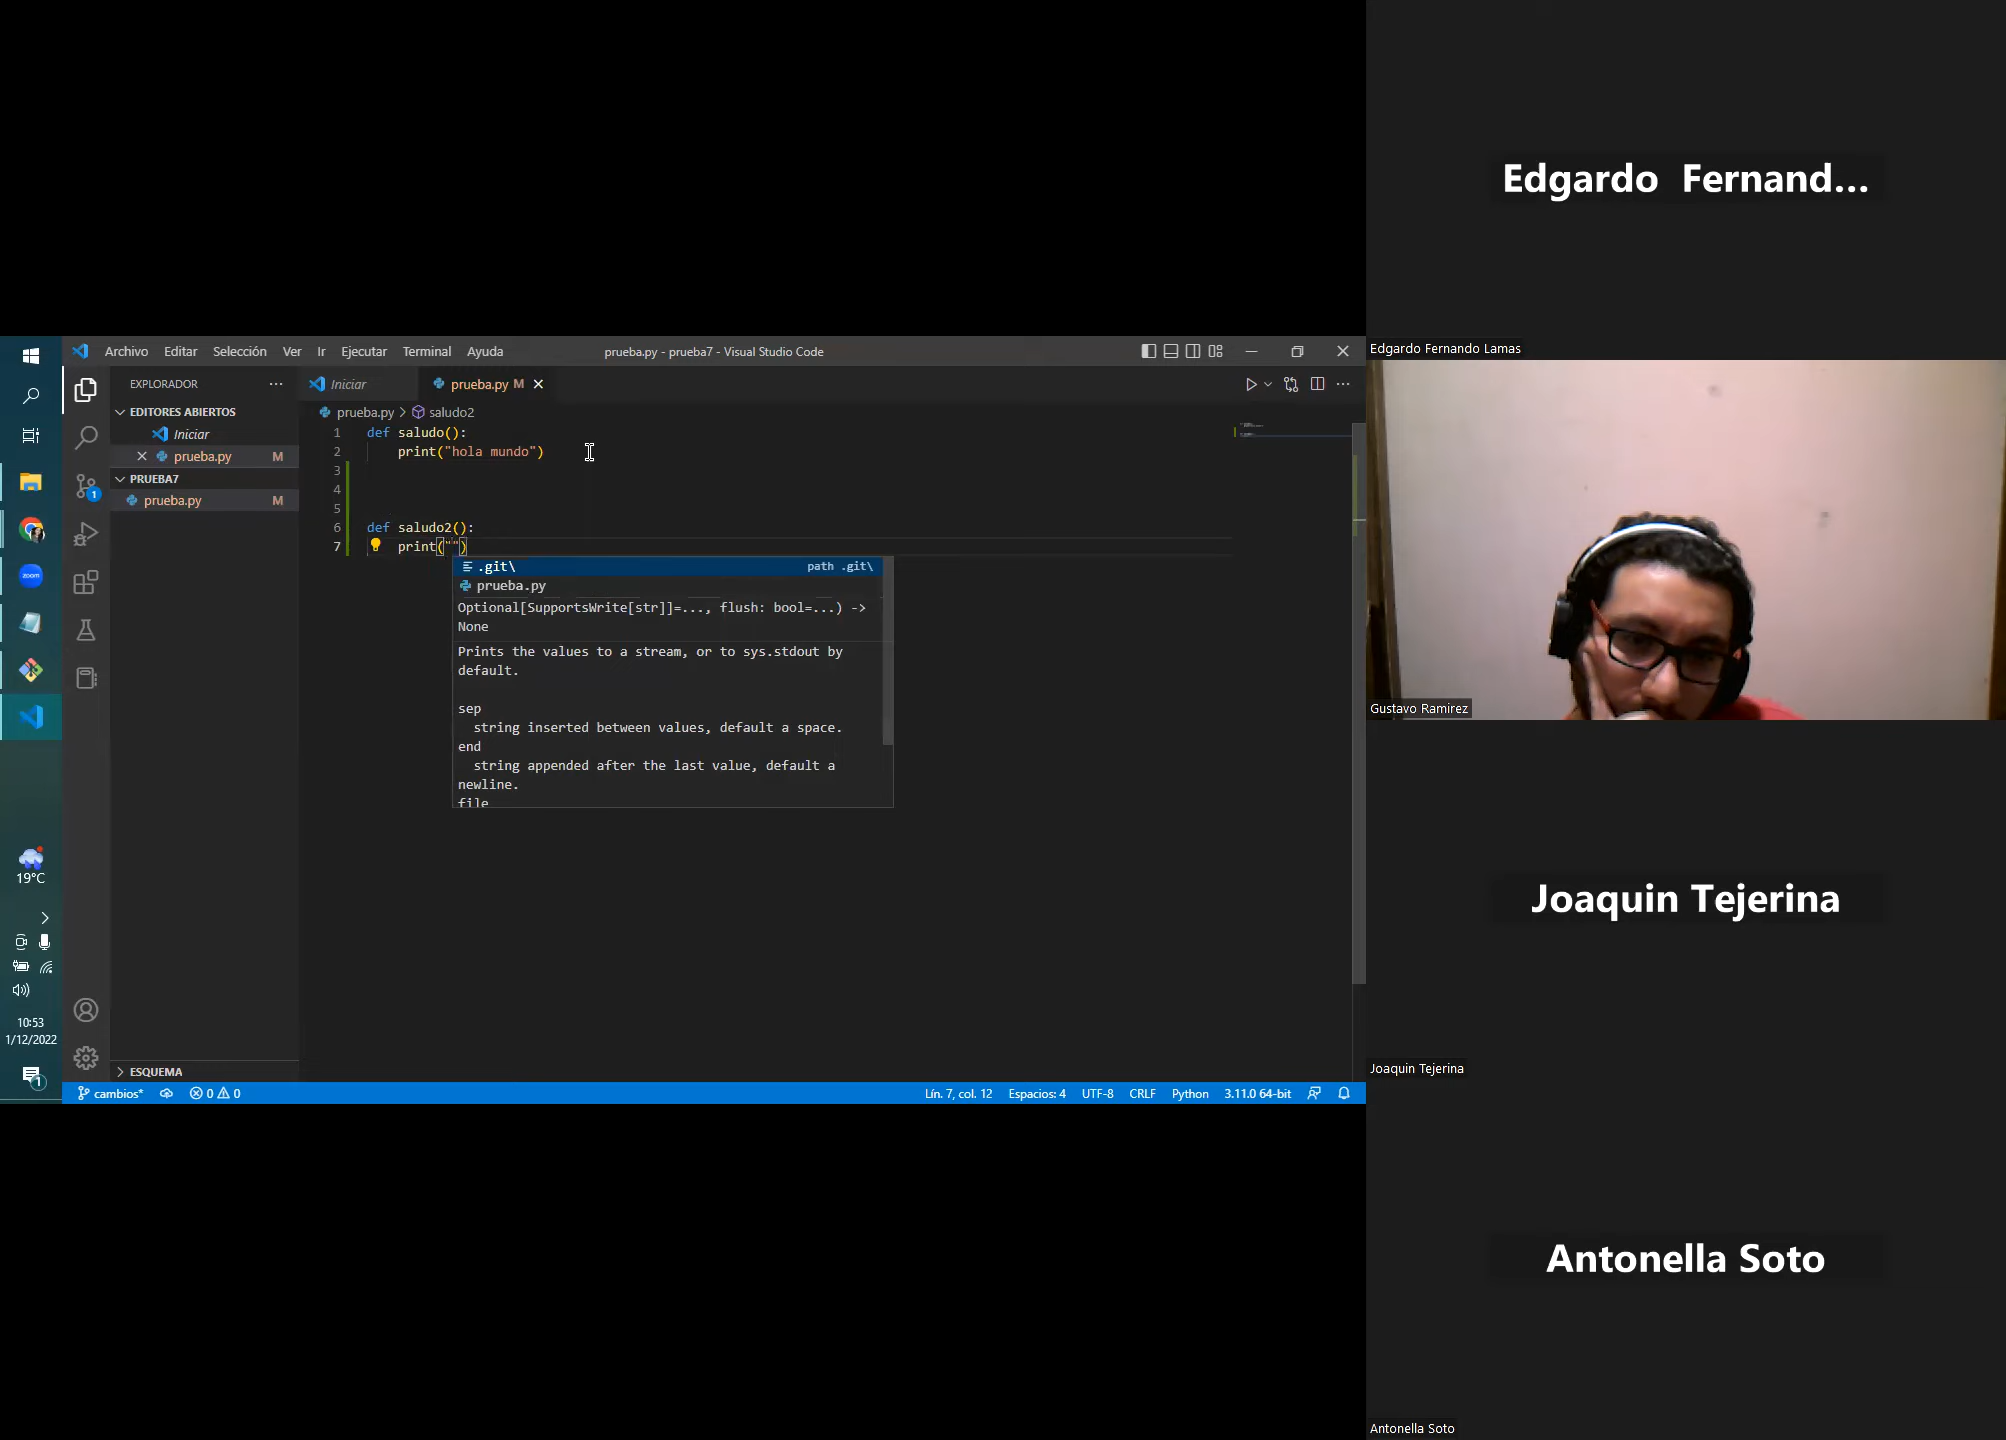 Archivo Editar Selección Ver Ir Ejecutar Terminal Ayuda
prueba.py - prueba7 - Visual Studio Code
EXPLORADOR
EDITORES ABIERTOS
Iniciar
prueba.py M
PRUEBA7
prueba.py M
ESQUEMA
Iniciar
prueba.py M
prueba.py > saludo2
1 def saludo():
2 print("hola mundo")
3
4
5
6 def saludo2():
7 print("")
.git\ path .git\
prueba.py
Optional[SupportsWrite[str]]=..., flush: bool=...) ->
None
Prints the values to a stream, or to sys.stdout by
default.
sep
string inserted between values, default a space.
end
string appended after the last value, default a
newline.
file
1
zoom
19°C
10:53
1/12/2022
1
cambios* 0 0
Lín. 7, col. 12 Espacios: 4 UTF-8 CRLF Python 3.11.0 64-bit
Edgardo Fernand...
Edgardo Fernando Lamas
Gustavo Ramirez
Joaquin Tejerina
Joaquin Tejerina
Antonella Soto
Antonella Soto